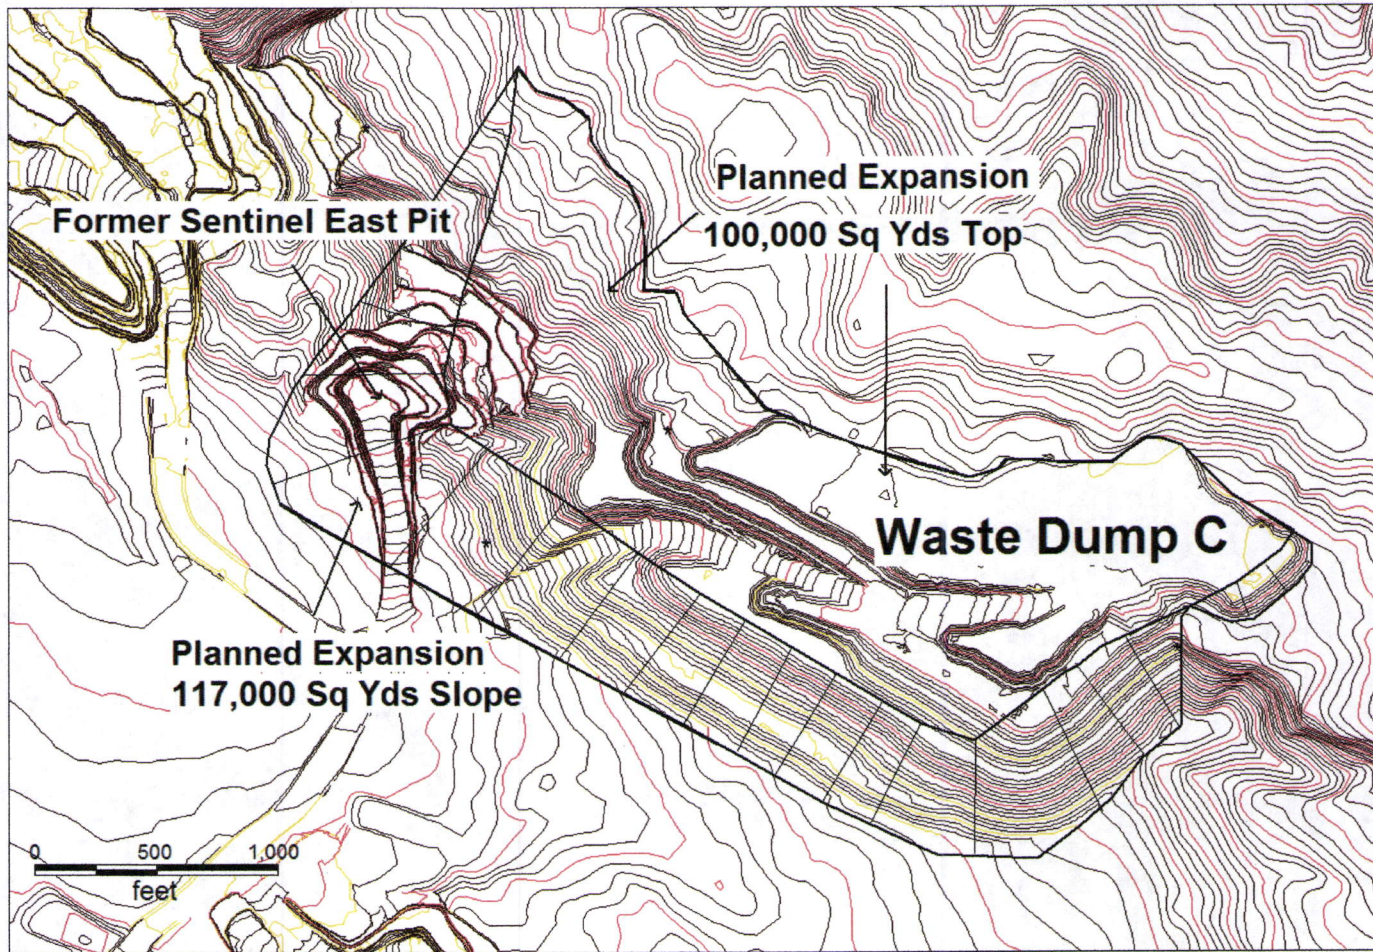 Planned Expansion
100,000 Sq Yds Top
Former Sentinel East Pit
Waste Dump C
Planned Expansion
117,000 Sq Yds Slope
0 500 1,000
feet